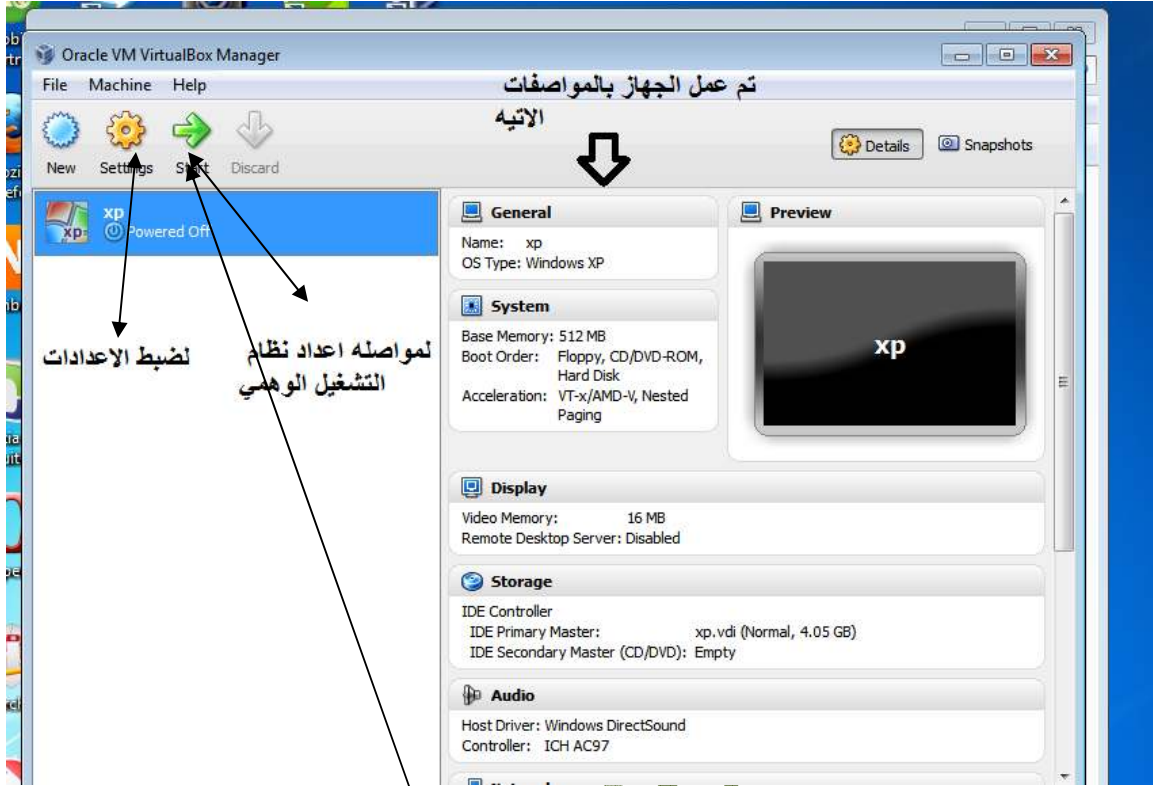 Oracle VM VirtualBox Manager
File Machine Help
تم عمل الجهاز بالمواصفات
الاتيه
New Settings Start Discard
Details Snapshots
xp
Powered Off
لضبط الاعدادات
لمواصله اعداد نظام
التشغيل الوهمي
General
Name: xp
OS Type: Windows XP
Preview
xp
System
Base Memory: 512 MB
Boot Order: Floppy, CD/DVD-ROM,
Hard Disk
Acceleration: VT-x/AMD-V, Nested
Paging
Display
Video Memory: 16 MB
Remote Desktop Server: Disabled
Storage
IDE Controller
IDE Primary Master: xp.vdi (Normal, 4.05 GB)
IDE Secondary Master (CD/DVD): Empty
Audio
Host Driver: Windows DirectSound
Controller: ICH AC97